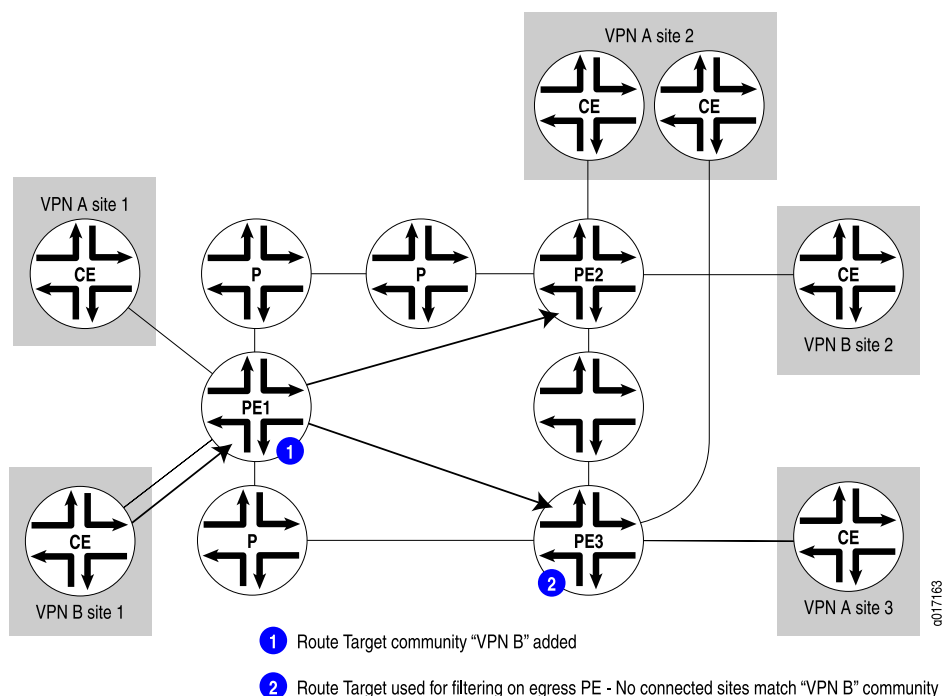 VPN A site 2
CE
CE
VPN A site 1
CE
P
P
PE2
CE
VPN B site 2
PE1
1
CE
P
PE3
CE
2
VPN B site 1
VPN A site 3
g017163
1 Route Target community “VPN B” added
2 Route Target used for filtering on egress PE - No connected sites match “VPN B” community